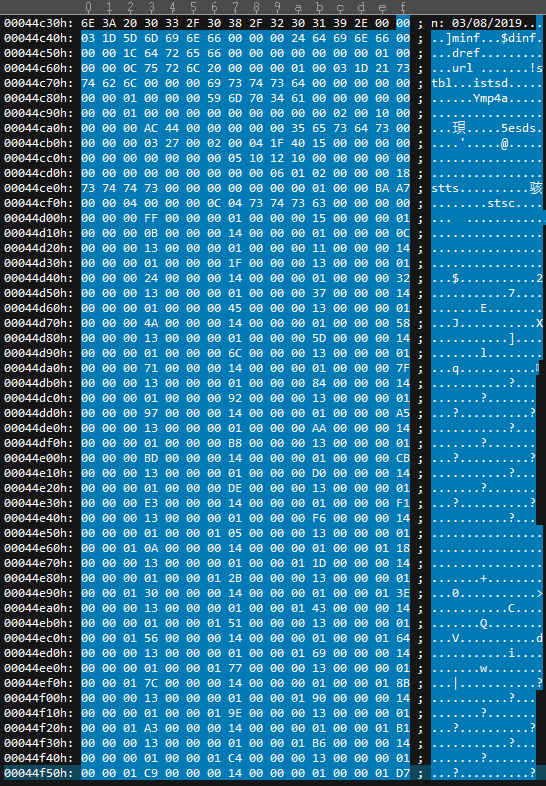 0 1 2 3 4 5 6 7 8 9 a b c d e f
00044c30h: 6E 3A 20 30 33 2F 30 38 2F 32 30 31 39 2E 00 00 ; n: 03/08/2019...
00044c40h: 03 1D 5D 6D 69 6E 66 00 00 00 24 64 69 6E 66 00 ; ..]minf...$dinf.
00044c50h: 00 00 1C 64 72 65 66 00 00 00 00 00 00 00 01 00 ; ...dref.........
00044c60h: 00 00 0C 75 72 6C 20 00 00 00 01 00 03 1D 21 73 ; ...url .......!s
00044c70h: 74 62 6C 00 00 00 69 73 74 73 64 00 00 00 00 00 ; tbl...istsd.....
00044c80h: 00 00 01 00 00 00 59 6D 70 34 61 00 00 00 00 00 ; ......Ymp4a.....
00044c90h: 00 00 01 00 00 00 00 00 00 00 00 00 02 00 10 00 ; ................
00044ca0h: 00 00 00 AC 44 00 00 00 00 00 35 65 73 64 73 00 ; ...珼.....5esds.
00044cb0h: 00 00 00 03 27 00 02 00 04 1F 40 15 00 00 00 00 ; ....'.....@.....
00044cc0h: 00 00 00 00 00 00 00 05 10 12 10 00 00 00 00 00 ; ................
00044cd0h: 00 00 00 00 00 00 00 00 00 06 01 02 00 00 00 18 ; ................
00044ce0h: 73 74 74 73 00 00 00 00 00 00 00 01 00 00 BA A7 ; stts..........骇
00044cf0h: 00 00 04 00 00 00 0C 04 73 74 73 63 00 00 00 00 ; ........stsc....
00044d00h: 00 00 00 FF 00 00 00 01 00 00 00 15 00 00 00 01 ; ... ............
00044d10h: 00 00 00 0B 00 00 00 14 00 00 00 01 00 00 00 0C ; ................
00044d20h: 00 00 00 13 00 00 00 01 00 00 00 11 00 00 00 14 ; ................
00044d30h: 00 00 00 01 00 00 00 1F 00 00 00 13 00 00 00 01 ; ................
00044d40h: 00 00 00 24 00 00 00 14 00 00 00 01 00 00 00 32 ; ...$...........2
00044d50h: 00 00 00 13 00 00 00 01 00 00 00 37 00 00 00 14 ; ...........7....
00044d60h: 00 00 00 01 00 00 00 45 00 00 00 13 00 00 00 01 ; .......E........
00044d70h: 00 00 00 4A 00 00 00 14 00 00 00 01 00 00 00 58 ; ...J...........X
00044d80h: 00 00 00 13 00 00 00 01 00 00 00 5D 00 00 00 14 ; ...........]....
00044d90h: 00 00 00 01 00 00 00 6C 00 00 00 13 00 00 00 01 ; .......l........
00044da0h: 00 00 00 71 00 00 00 14 00 00 00 01 00 00 00 7F ; ...q...........
00044db0h: 00 00 00 13 00 00 00 01 00 00 00 84 00 00 00 14 ; ...........?....
00044dc0h: 00 00 00 01 00 00 00 92 00 00 00 13 00 00 00 01 ; .......?........
00044dd0h: 00 00 00 97 00 00 00 14 00 00 00 01 00 00 00 A5 ; ...?...........?
00044de0h: 00 00 00 13 00 00 00 01 00 00 00 AA 00 00 00 14 ; ...........?....
00044df0h: 00 00 00 01 00 00 00 B8 00 00 00 13 00 00 00 01 ; .......?........
00044e00h: 00 00 00 BD 00 00 00 14 00 00 00 01 00 00 00 CB ; ...?...........?
00044e10h: 00 00 00 13 00 00 00 01 00 00 00 D0 00 00 00 14 ; ...........?....
00044e20h: 00 00 00 01 00 00 00 DE 00 00 00 13 00 00 00 01 ; .......?........
00044e30h: 00 00 00 E3 00 00 00 14 00 00 00 01 00 00 00 F1 ; ...?...........?
00044e40h: 00 00 00 13 00 00 00 01 00 00 00 F6 00 00 00 14 ; ...........?....
00044e50h: 00 00 00 01 00 00 01 05 00 00 00 13 00 00 00 01 ; ................
00044e60h: 00 00 01 0A 00 00 00 14 00 00 00 01 00 00 01 18 ; ................
00044e70h: 00 00 00 13 00 00 00 01 00 00 01 1D 00 00 00 14 ; ................
00044e80h: 00 00 00 01 00 00 01 2B 00 00 00 13 00 00 00 01 ; .......+........
00044e90h: 00 00 01 30 00 00 00 14 00 00 00 01 00 00 01 3E ; ...0...........>
00044ea0h: 00 00 00 13 00 00 00 01 00 00 01 43 00 00 00 14 ; ...........C....
00044eb0h: 00 00 00 01 00 00 01 51 00 00 00 13 00 00 00 01 ; .......Q........
00044ec0h: 00 00 01 56 00 00 00 14 00 00 00 01 00 00 01 64 ; ...V...........d
00044ed0h: 00 00 00 13 00 00 00 01 00 00 01 69 00 00 00 14 ; ...........i....
00044ee0h: 00 00 00 01 00 00 01 77 00 00 00 13 00 00 00 01 ; .......w........
00044ef0h: 00 00 01 7C 00 00 00 14 00 00 00 01 00 00 01 8B ; ...|...........?
00044f00h: 00 00 00 13 00 00 00 01 00 00 01 90 00 00 00 14 ; ...........?....
00044f10h: 00 00 00 01 00 00 01 9E 00 00 00 13 00 00 00 01 ; .......?........
00044f20h: 00 00 01 A3 00 00 00 14 00 00 00 01 00 00 01 B1 ; ...?...........?
00044f30h: 00 00 00 13 00 00 00 01 00 00 01 B6 00 00 00 14 ; ...........?....
00044f40h: 00 00 00 01 00 00 01 C4 00 00 00 13 00 00 00 01 ; .......?........
00044f50h: 00 00 01 C9 00 00 00 14 00 00 00 01 00 00 01 D7 ; ...?...........?